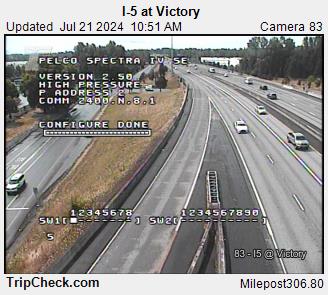 I-5 at Victory
Updated Jul 21 2024 10:51 AM Camera 83
PELCO SPECTRA IV SE
VERSION 2.50
HIGH PRESSURE
P ADDRESS 2
COMM 2400,N,8,1
CONFIGURE DONE
12345678 1234567890
SW1 SW2
S
83 - I5 @ Victory
TripCheck.com Milepost306.80